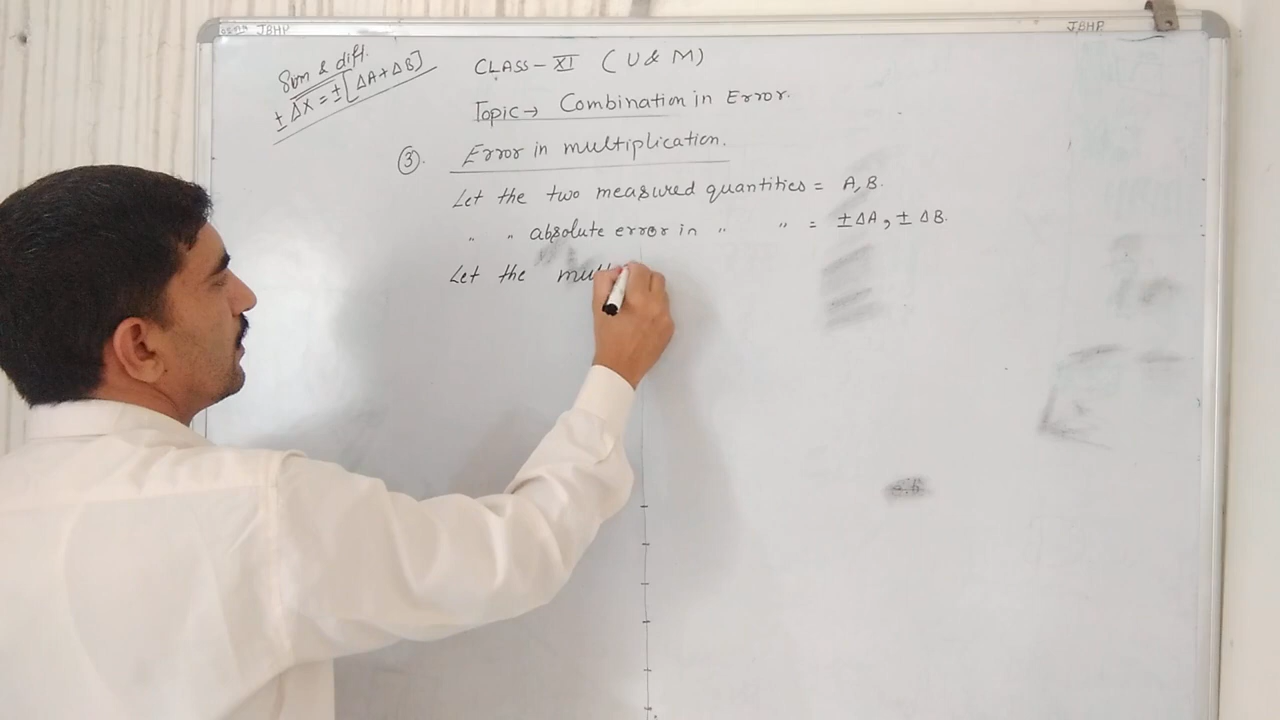 JBHP
JBHP
Sum & diff.
± ΔX = ± [ΔA + ΔB]
CLASS – XI ( U & M )
Topic → Combination in Error.
③. Error in multiplication.
Let the two measured quantities = A, B.
" " absolute error in " " = ± ΔA, ± ΔB.
Let the mult